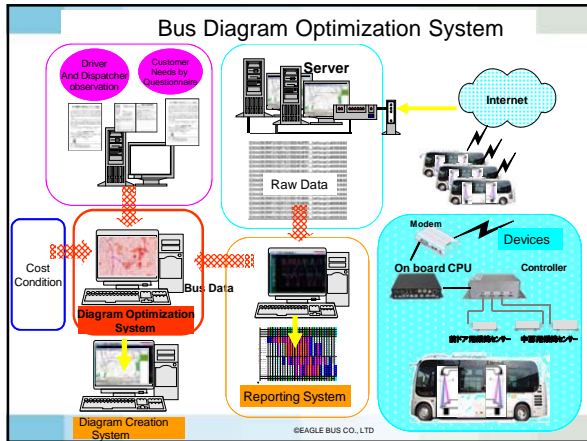 Bus Diagram Optimization System
Driver
And Dispatcher
observation
Customer
Needs by
Questionnaire
Server
Internet
Raw Data
Cost
Condition
Bus Data
Diagram Optimization
System
Diagram Creation
System
Reporting System
Modem
Devices
On board CPU
Controller
©EAGLE BUS CO., LTD